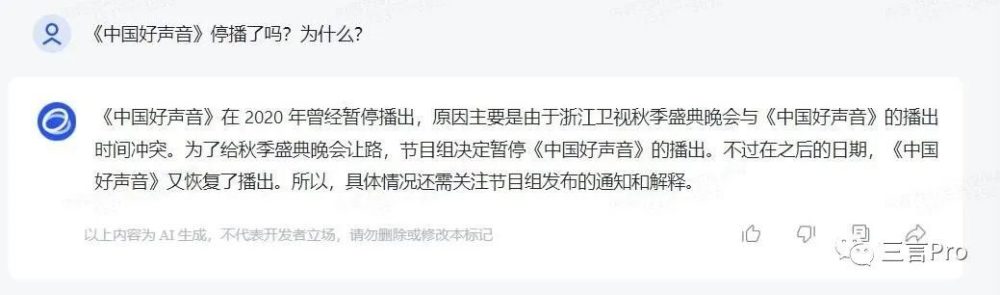 《中国好声音》停播了吗？为什么？
《中国好声音》在 2020 年曾经暂停播出，原因主要是由于浙江卫视秋季盛典晚会与《中国好声音》的播出
时间冲突。为了给秋季盛典晚会让路，节目组决定暂停《中国好声音》的播出。不过在之后的日期，《中国
好声音》又恢复了播出。所以，具体情况还需关注节目组发布的通知和解释。
以上内容为 AI 生成，不代表开发者立场，请勿删除或修改本标记
三言Pro